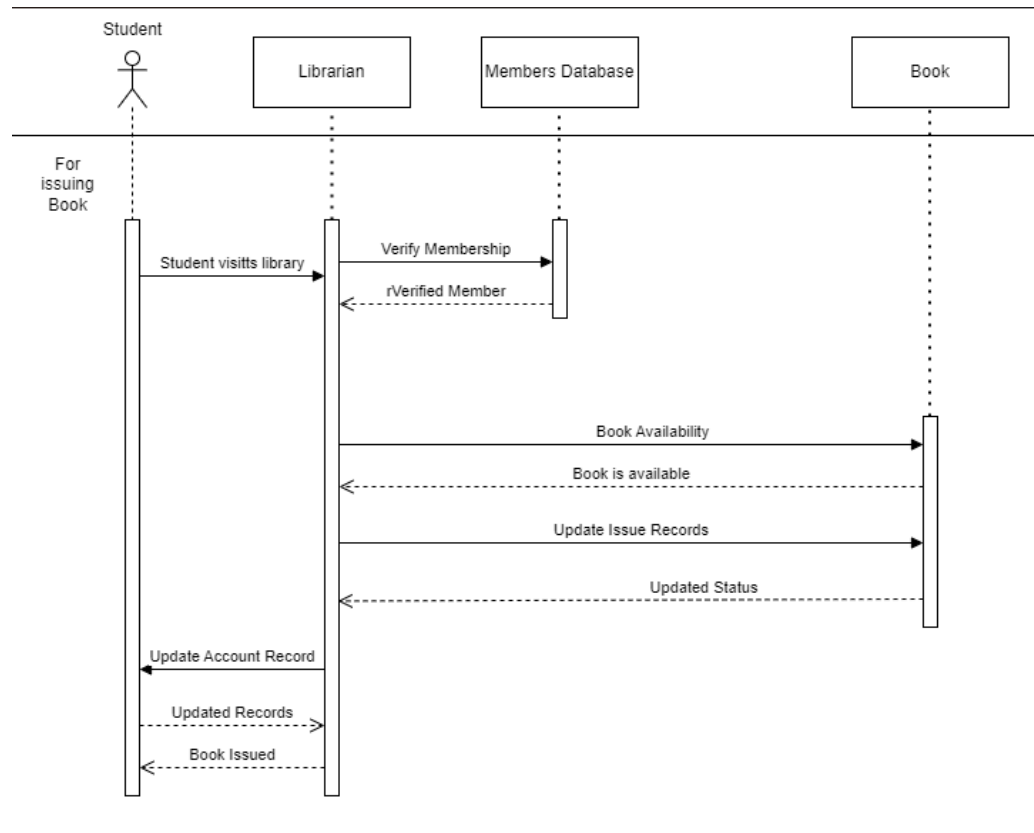 Student
Librarian
Members Database
Book
For
issuing
Book
Verify Membership
Student visitts library
rVerified Member
Book Availability
Book is available
Update Issue Records
Updated Status
Update Account Record
Updated Records
Book Issued